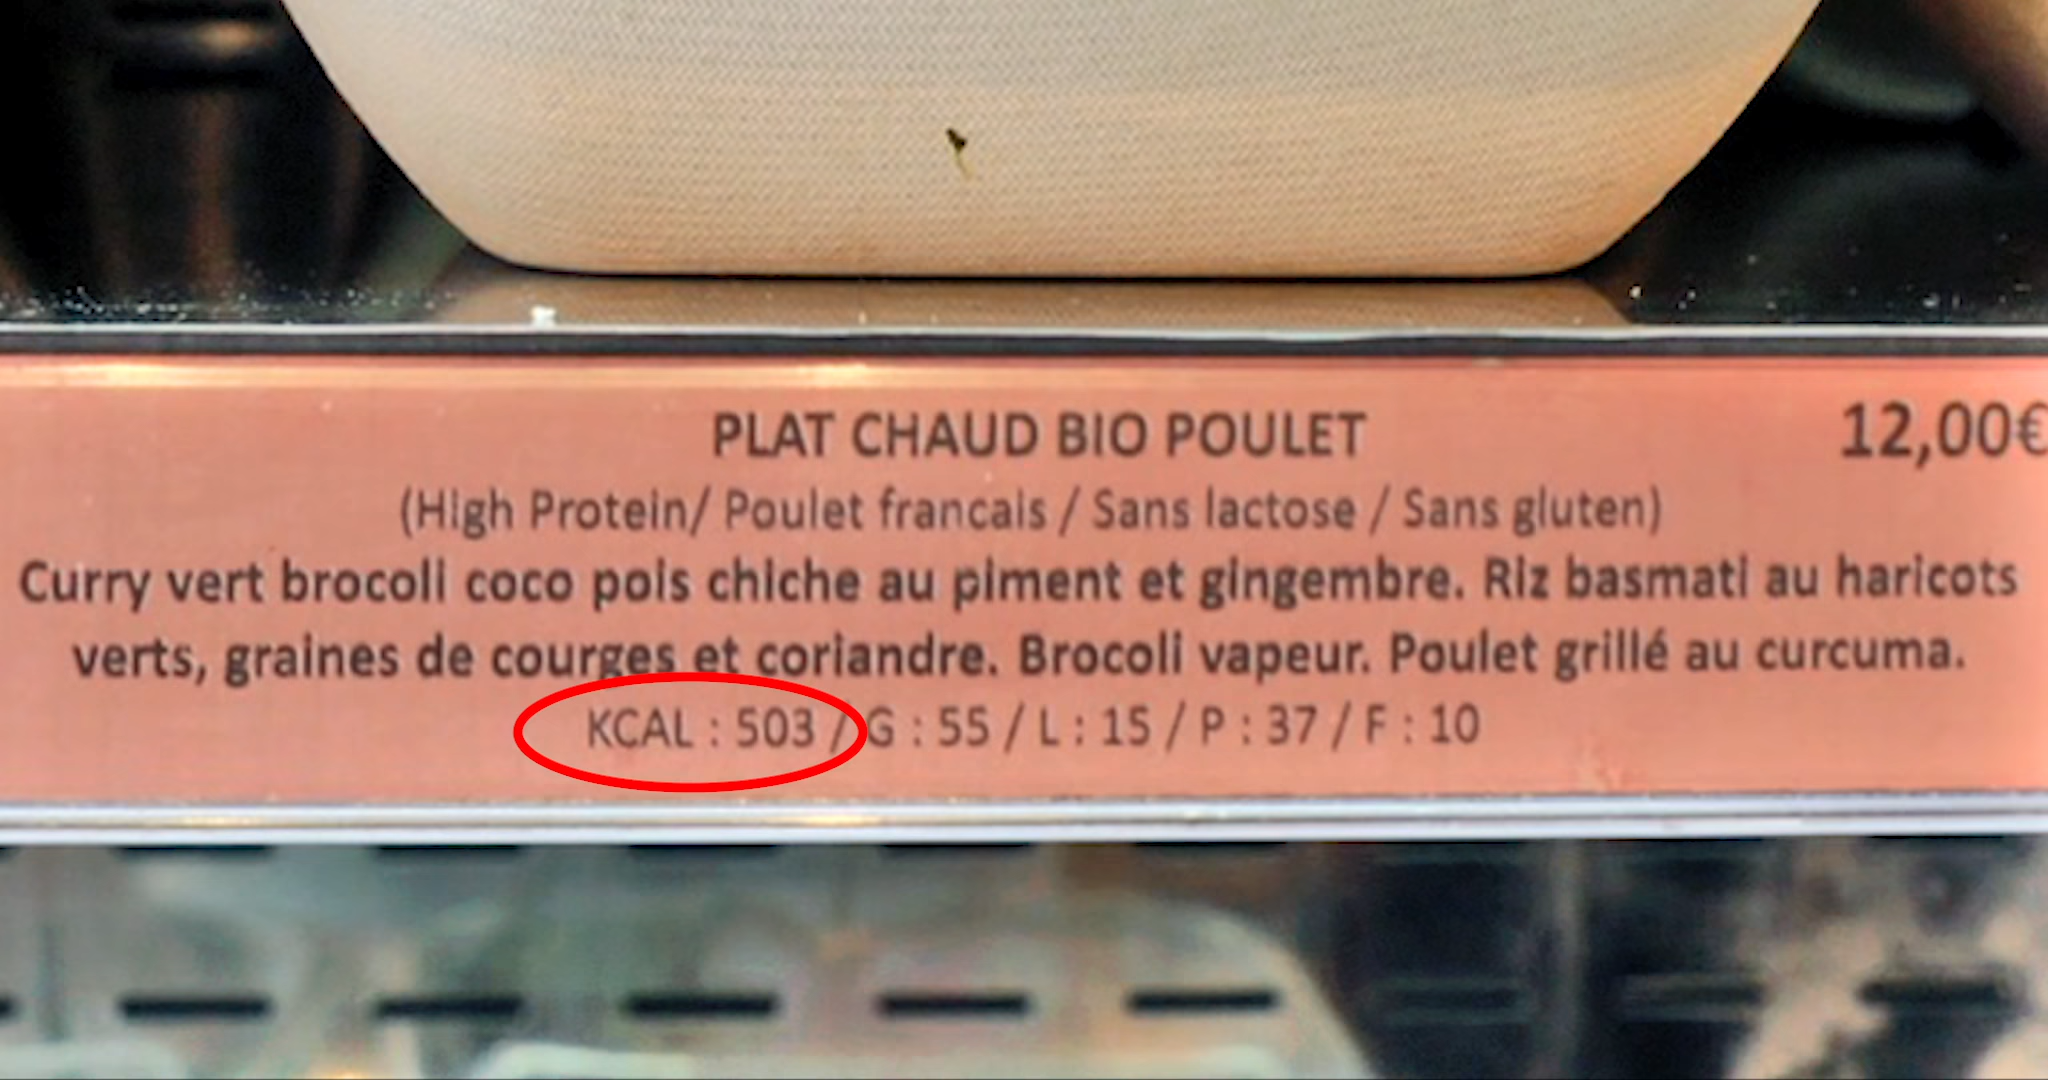 PLAT CHAUD BIO POULET 12,00€
(High Protein/ Poulet francais / Sans lactose / Sans gluten)
Curry vert brocoli coco pois chiche au piment et gingembre. Riz basmati au haricots
verts, graines de courges et coriandre. Brocoli vapeur. Poulet grillé au curcuma.
KCAL : 503 / G : 55 / L : 15 / P : 37 / F : 10